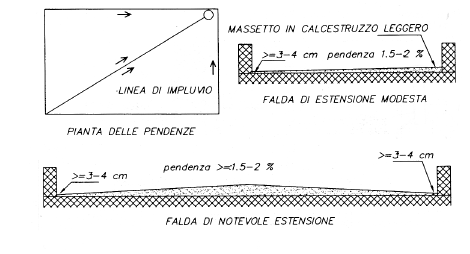 MASSETTO IN CALCESTRUZZO LEGGERO
>=3-4 cm pendenza 1.5-2 %
LINEA DI IMPLUVIO
FALDA DI ESTENSIONE MODESTA
PIANTA DELLE PENDENZE
>=3-4 cm
pendenza >=1.5-2 %
>=3-4 cm
FALDA DI NOTEVOLE ESTENSIONE